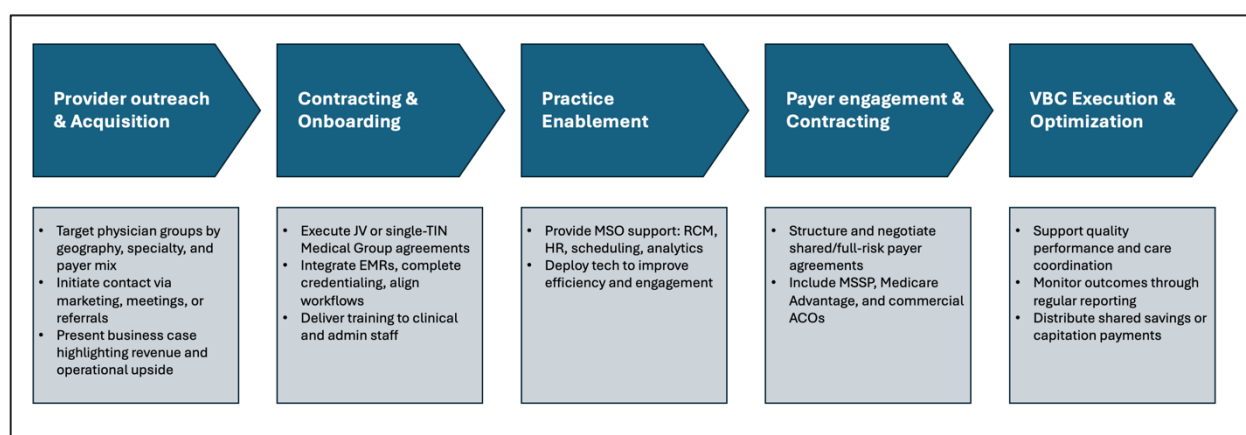 Provider outreach
& Acquisition
Contracting &
Onboarding
Practice
Enablement
Payer engagement &
Contracting
VBC Execution &
Optimization
• Target physician groups by
geography, specialty, and
payer mix
• Initiate contact via
marketing, meetings, or
referrals
• Present business case
highlighting revenue and
operational upside
• Execute JV or single-TIN
Medical Group agreements
• Integrate EMRs, complete
credentialing, align
workflows
• Deliver training to clinical
and admin staff
• Provide MSO support: RCM,
HR, scheduling, analytics
• Deploy tech to improve
efficiency and engagement
• Structure and negotiate
shared/full-risk payer
agreements
• Include MSSP, Medicare
Advantage, and commercial
ACOs
• Support quality
performance and care
coordination
• Monitor outcomes through
regular reporting
• Distribute shared savings or
capitation payments